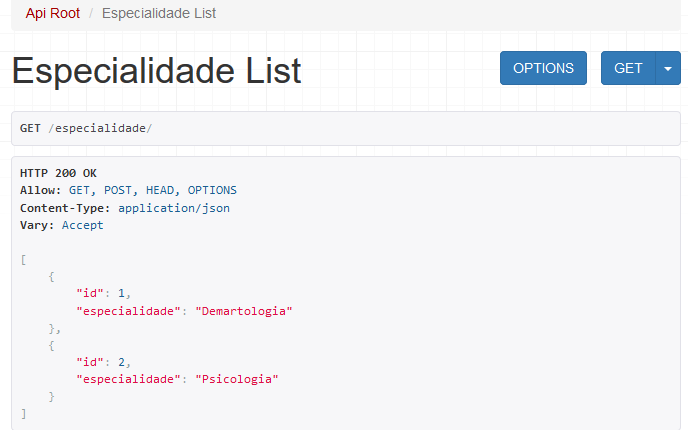 Api Root / Especialidade List
Especialidade List
OPTIONS
GET
GET /especialidade/
HTTP 200 OK
Allow: GET, POST, HEAD, OPTIONS
Content-Type: application/json
Vary: Accept
[
    {
        "id": 1,
        "especialidade": "Demartologia"
    },
    {
        "id": 2,
        "especialidade": "Psicologia"
    }
]